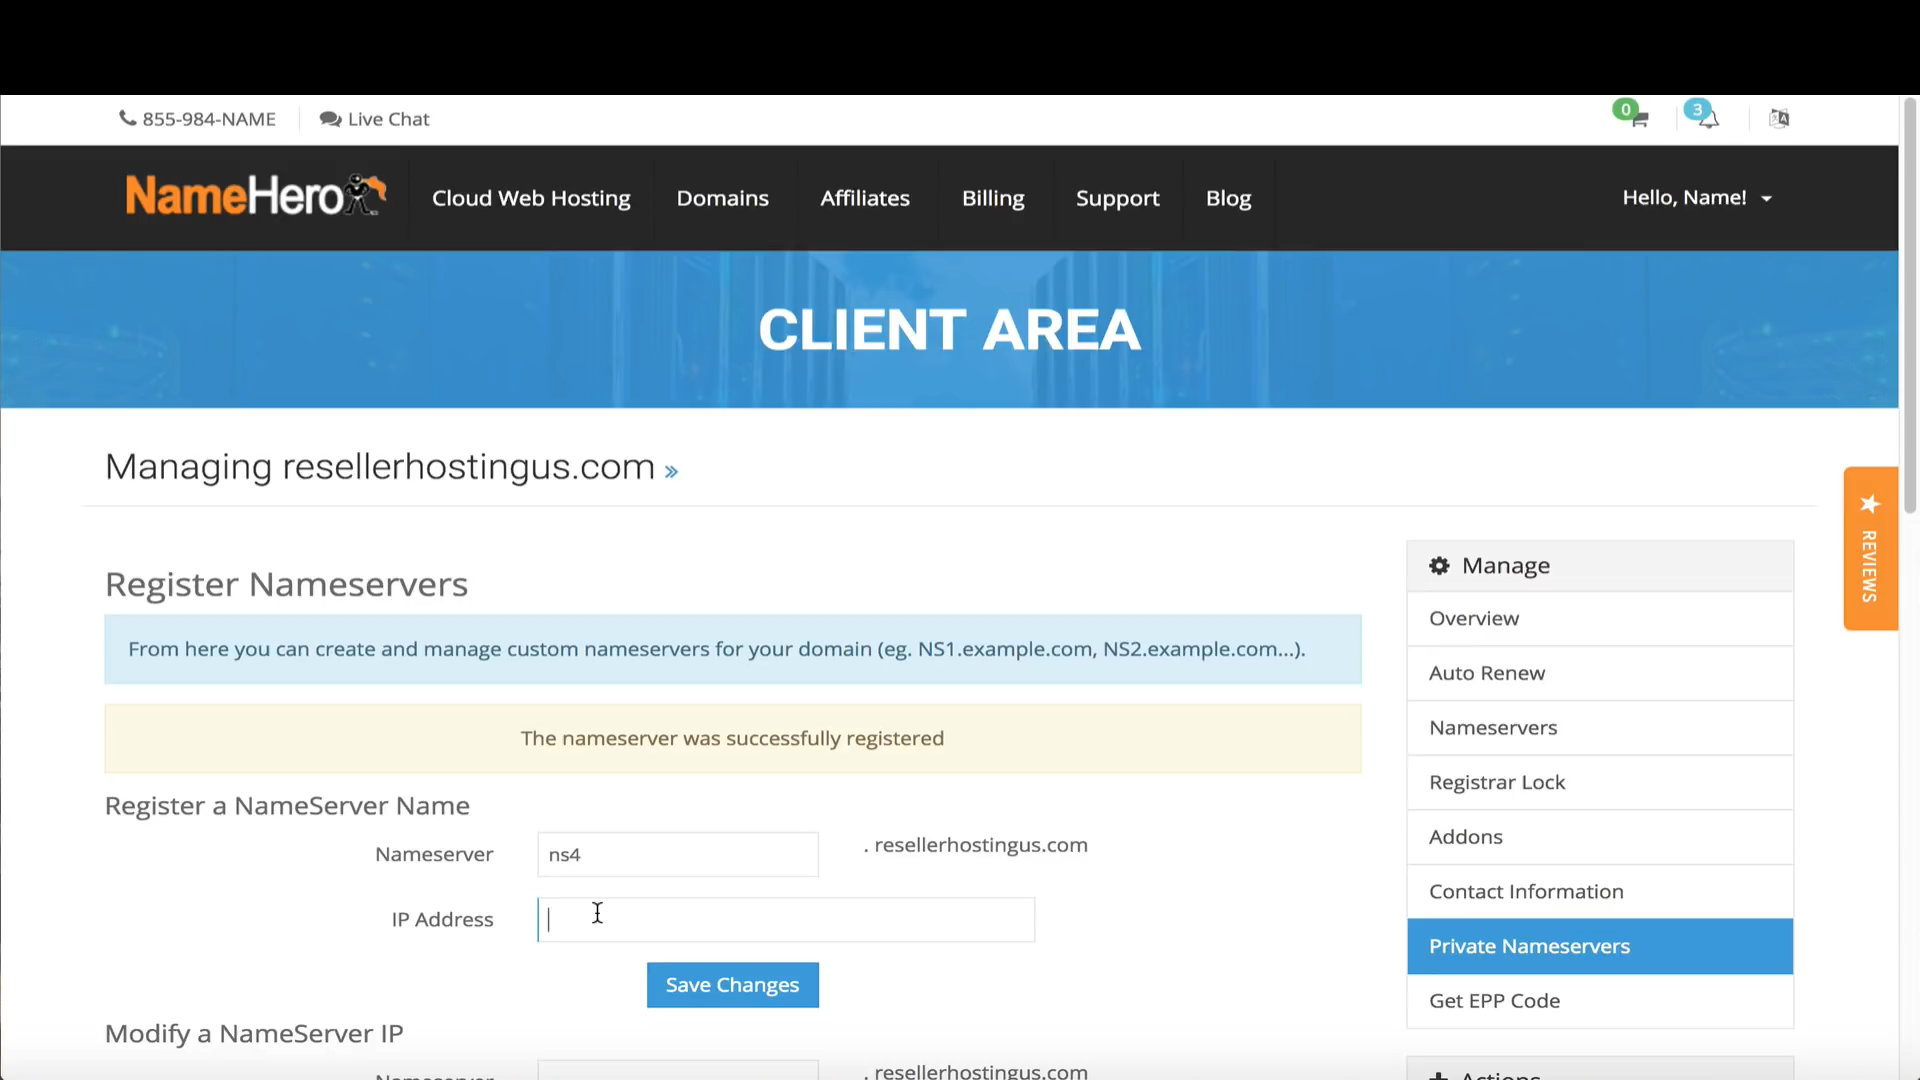 855-984-NAME
Live Chat
0
3
NameHero
Cloud Web Hosting
Domains
Affiliates
Billing
Support
Blog
Hello, Name!
CLIENT AREA
Managing resellerhostingus.com »
REVIEWS
Register Nameservers
From here you can create and manage custom nameservers for your domain (eg. NS1.example.com, NS2.example.com...).
The nameserver was successfully registered
Register a NameServer Name
Nameserver
ns4
. resellerhostingus.com
IP Address
Save Changes
Modify a NameServer IP
Nameserver
. resellerhostingus.com
Manage
Overview
Auto Renew
Nameservers
Registrar Lock
Addons
Contact Information
Private Nameservers
Get EPP Code
Actions